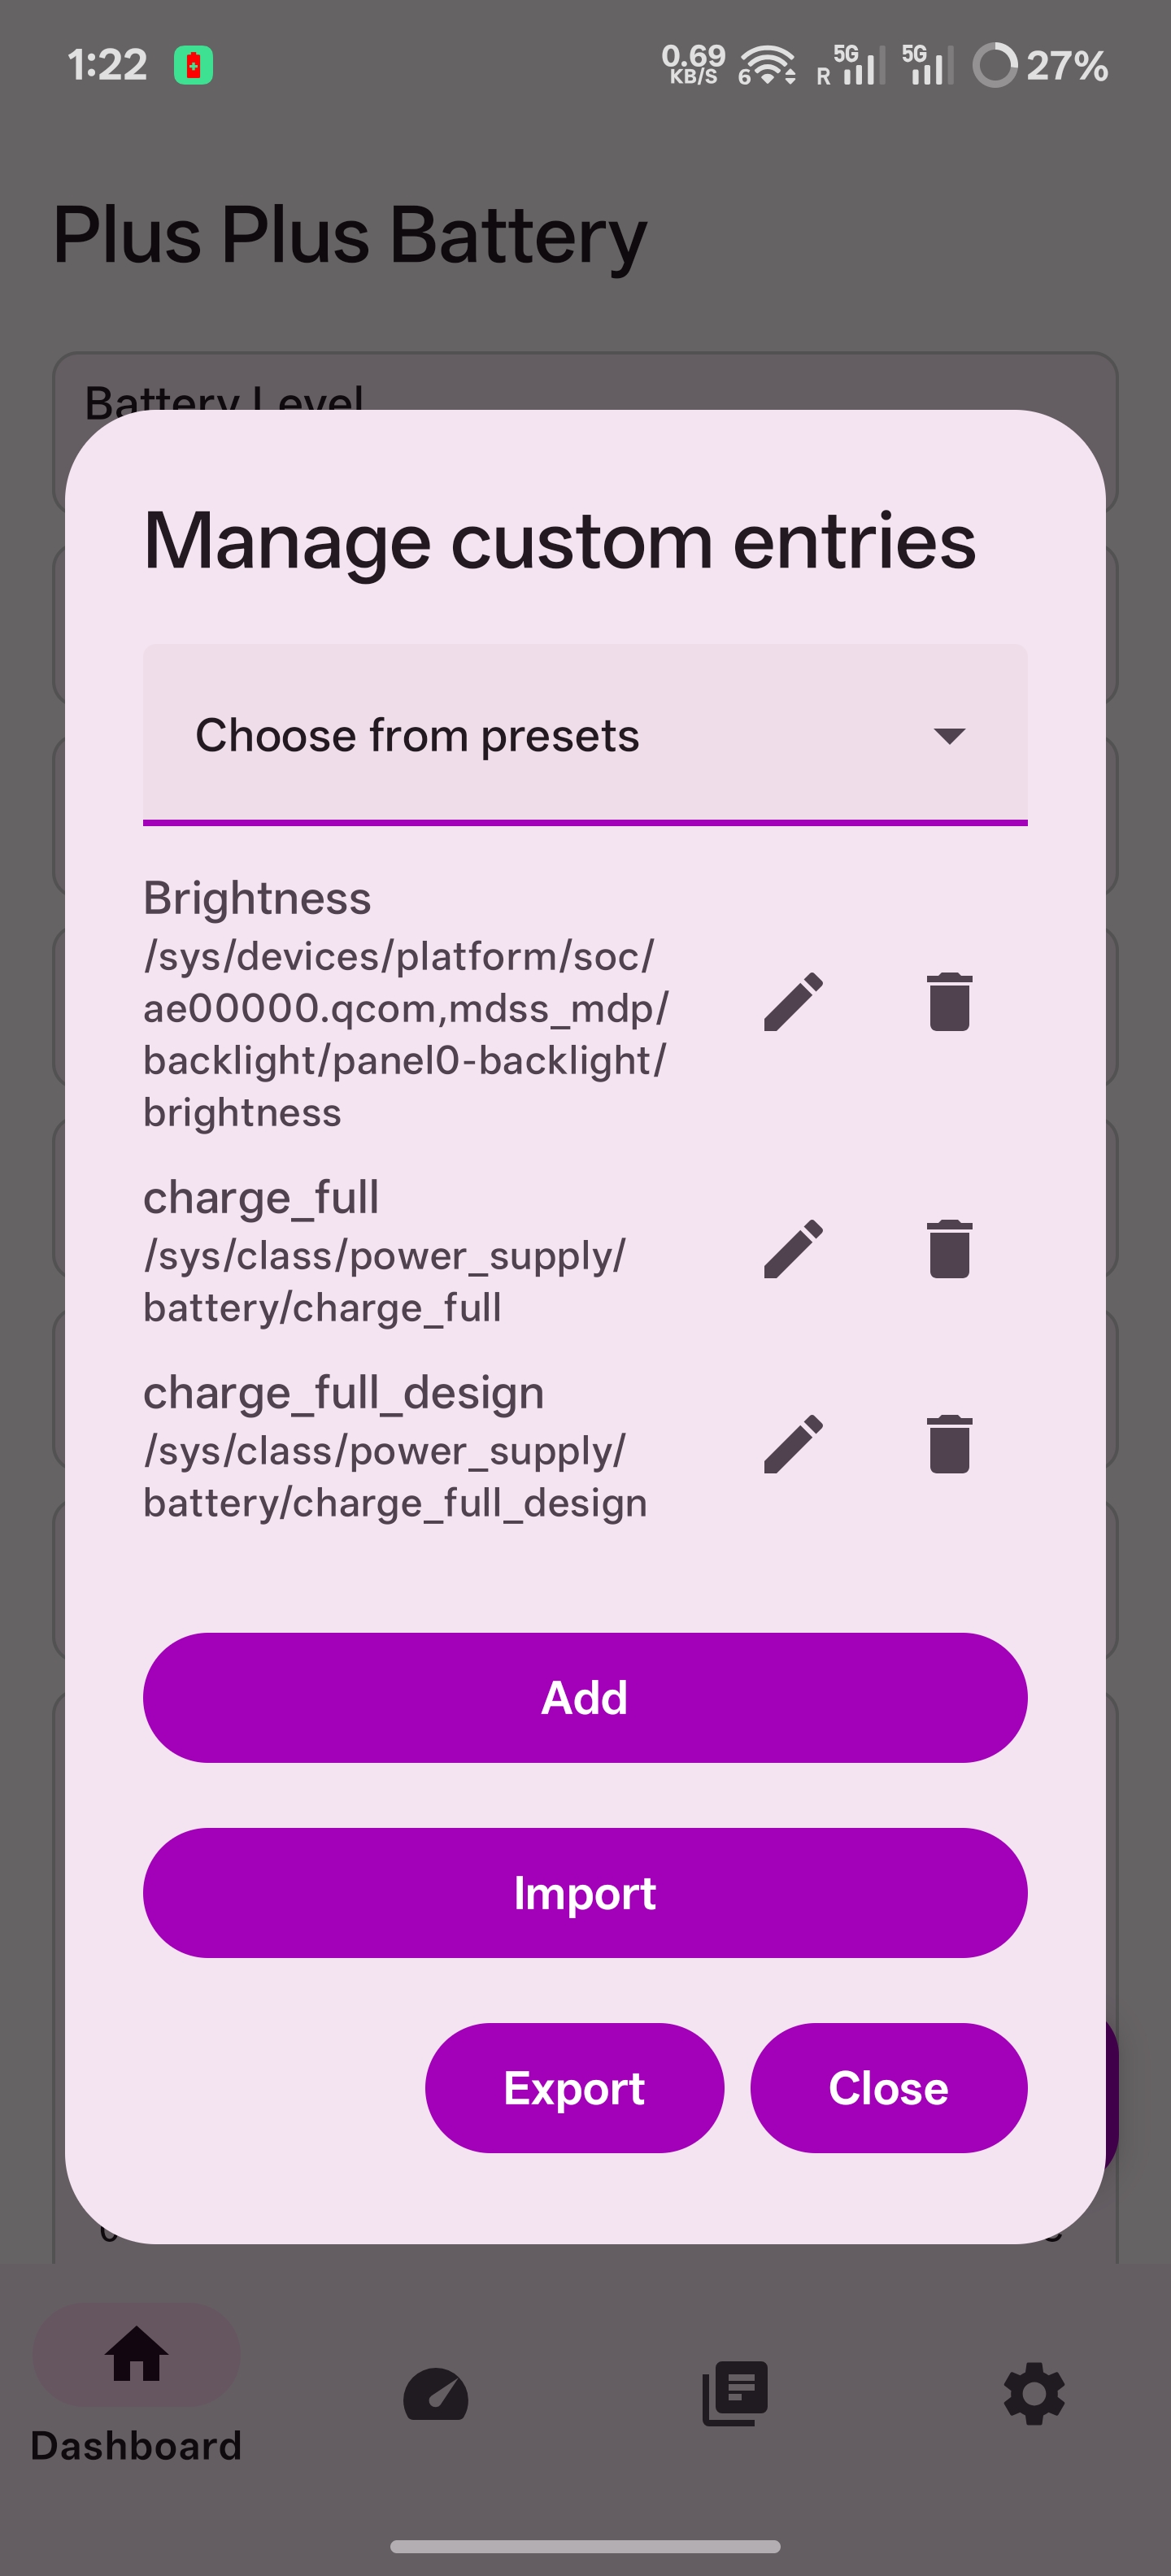 1:22
0.69
KB/S
6
R
5G
5G
27%
Plus Plus Battery
Battery Level
Manage custom entries
Choose from presets
Brightness
/sys/devices/platform/soc/
ae00000.qcom,mdss_mdp/
backlight/panel0-backlight/
brightness
charge_full
/sys/class/power_supply/
battery/charge_full
charge_full_design
/sys/class/power_supply/
battery/charge_full_design
Add
Import
Export
Close
Dashboard